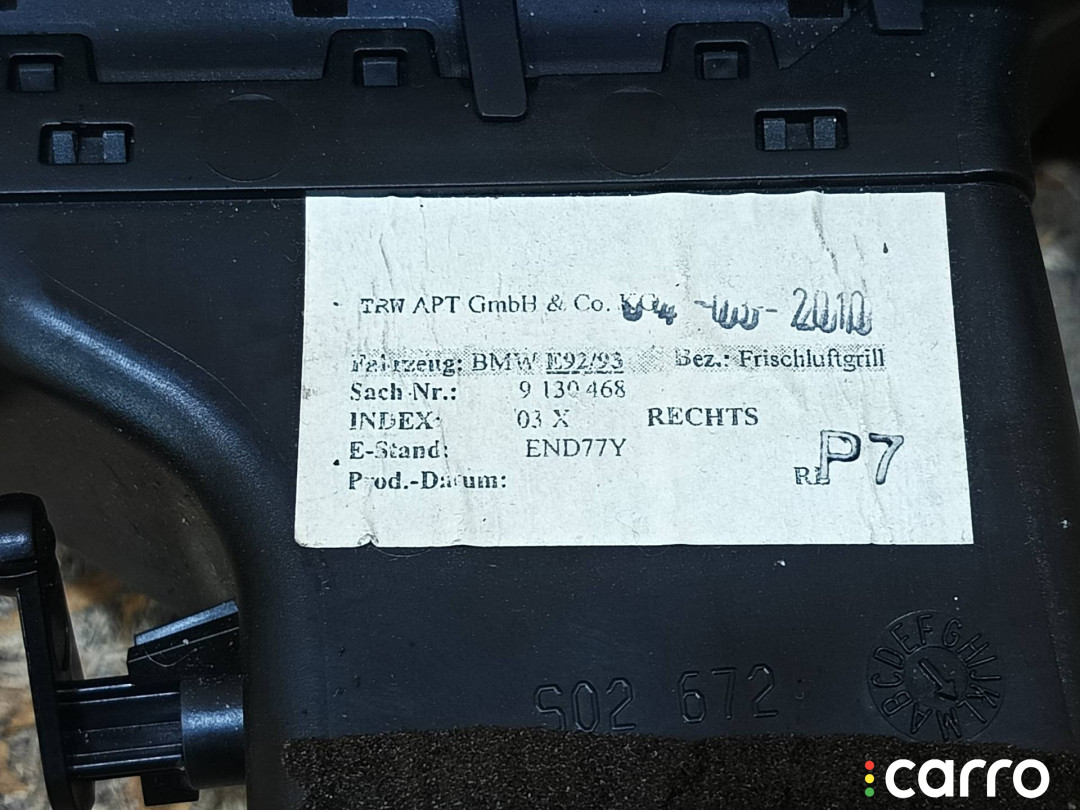 TRW APT GmbH & Co. 2010
Fahrzeug: BMW E92/93 Bez.: Frischluftgrill
Sach Nr.: 9 130 468
INDEX: 03 X RECHTS
E-Stand: END77Y
Prod.-Datum: P7
S02 672
ABCDEFGHIJKLM
carro